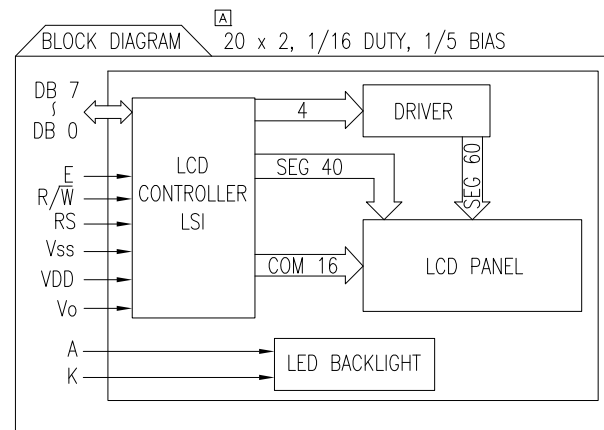 A
BLOCK DIAGRAM
20 x 2, 1/16 DUTY, 1/5 BIAS
DB 7
∫
DB 0
E
R/W̅
RS
Vss
VDD
Vo
A
K
LCD
CONTROLLER
LSI
4
DRIVER
SEG 40
SEG 60
COM 16
LCD PANEL
LED BACKLIGHT